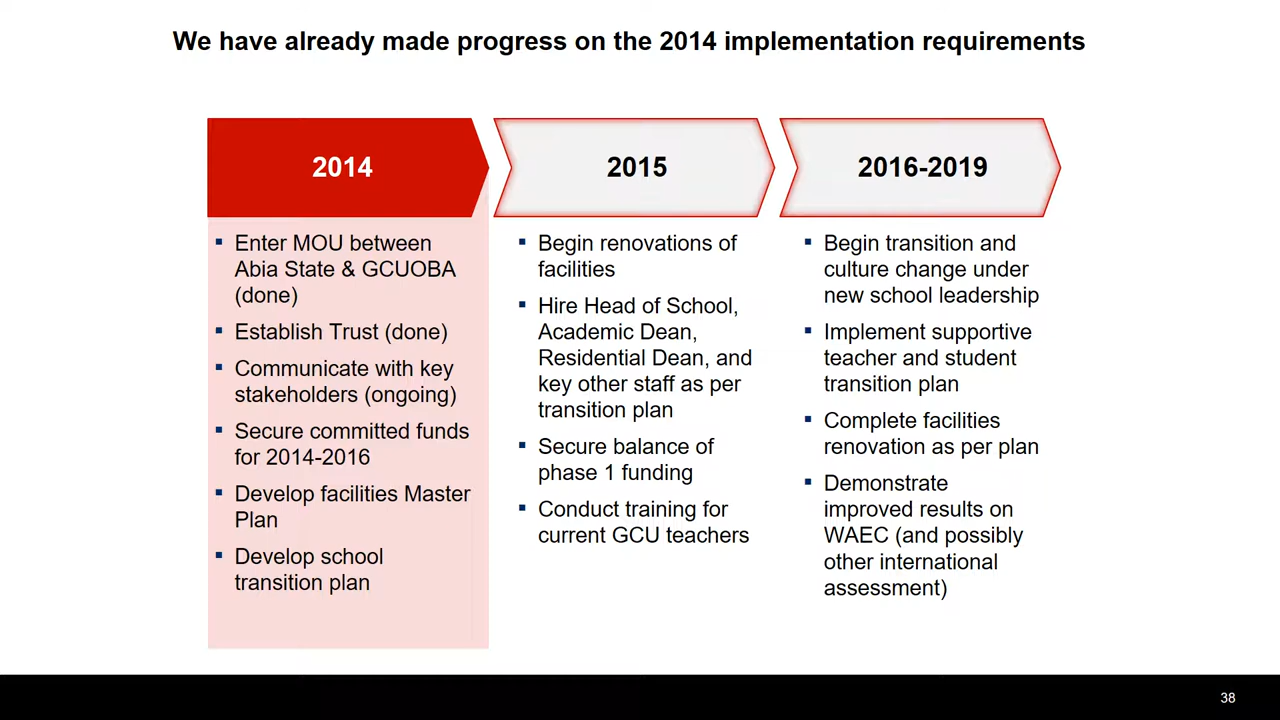 We have already made progress on the 2014 implementation requirements
2014
▪ Enter MOU between
Abia State & GCUOBA
(done)
▪ Establish Trust (done)
▪ Communicate with key
stakeholders (ongoing)
▪ Secure committed funds
for 2014-2016
▪ Develop facilities Master
Plan
▪ Develop school
transition plan
2015
▪ Begin renovations of
facilities
▪ Hire Head of School,
Academic Dean,
Residential Dean, and
key other staff as per
transition plan
▪ Secure balance of
phase 1 funding
▪ Conduct training for
current GCU teachers
2016-2019
▪ Begin transition and
culture change under
new school leadership
▪ Implement supportive
teacher and student
transition plan
▪ Complete facilities
renovation as per plan
▪ Demonstrate
improved results on
WAEC (and possibly
other international
assessment)
38